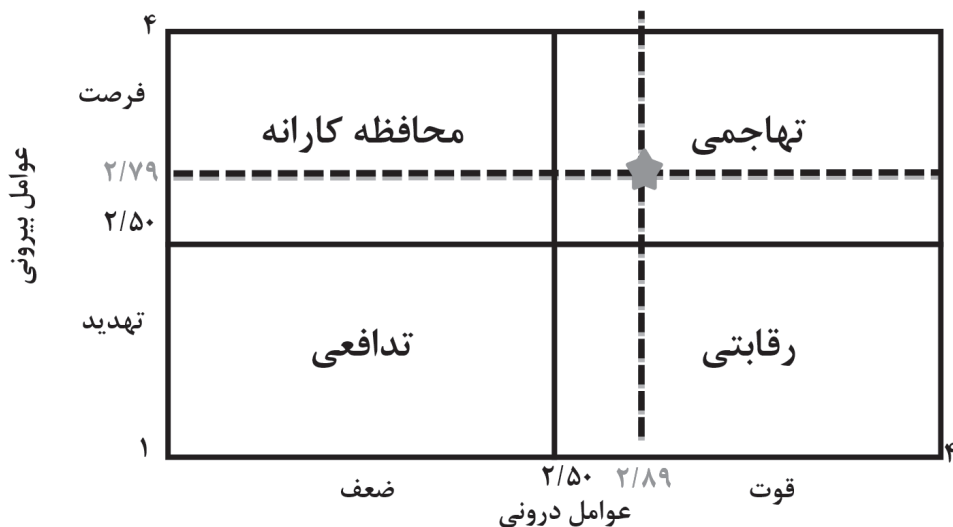 ۴
فرصت
محافظه کارانه
تهاجمی
۲/۷۹
۲/۵۰
عوامل بیرونی
تهدید
تدافعی
رقابتی
۱
۴
۲/۵۰
۲/۸۹
ضعف
قوت
عوامل درونی